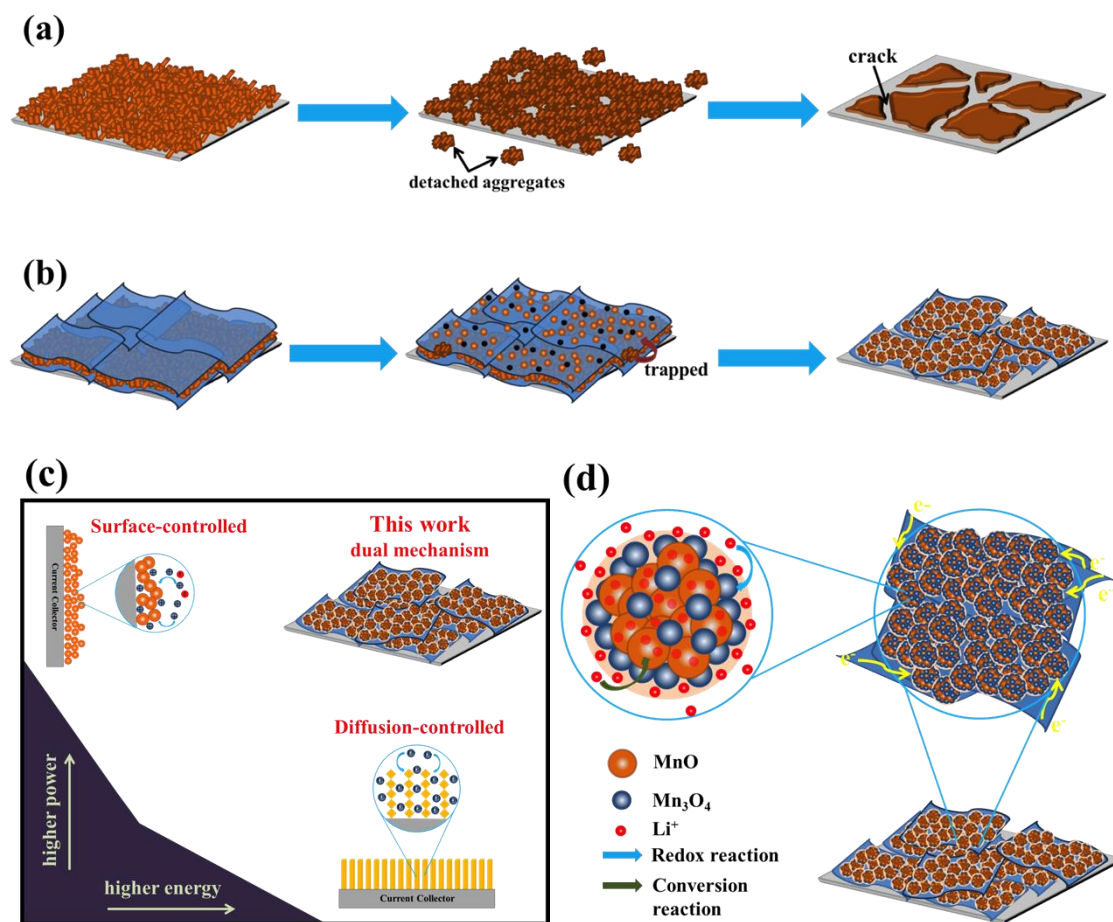 (a)
crack
detached aggregates
(b)
trapped
(c)
Surface-controlled
Current Collector
This work
dual mechanism
Diffusion-controlled
Current Collector
higher power
higher energy
(d)
e-
e-
e-
e-
e-
MnO
Mn₃O₄
Li⁺
Redox reaction
Conversion
reaction